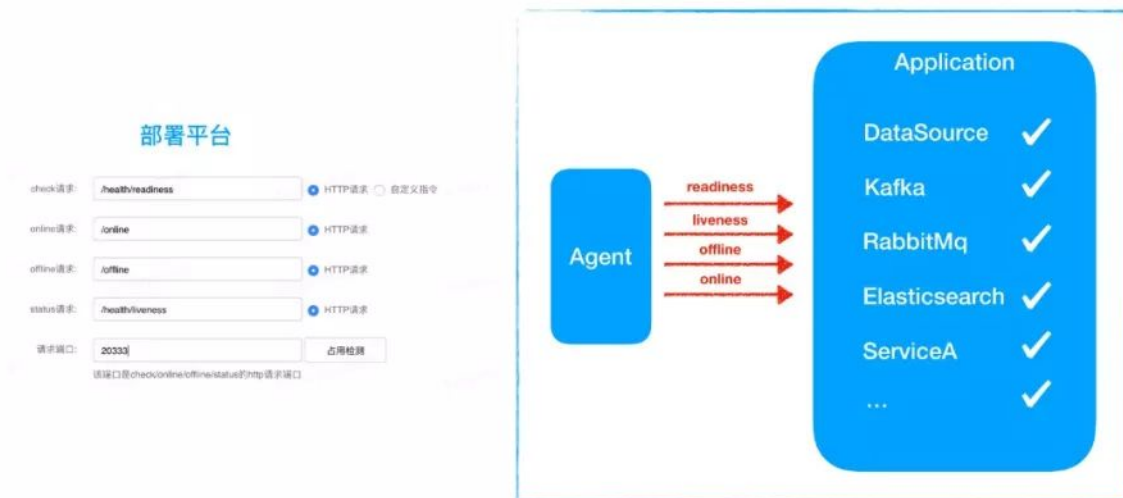 部署平台
check请求: /health/readiness HTTP请求 自定义指令
online请求: /online HTTP请求
offline请求: /offline HTTP请求
status请求: /health/liveness HTTP请求
请求端口: 20333 占用检测
该端口是check/online/offline/status的http请求端口
Agent
readiness
liveness
offline
online
Application
DataSource
Kafka
RabbitMq
Elasticsearch
ServiceA
...